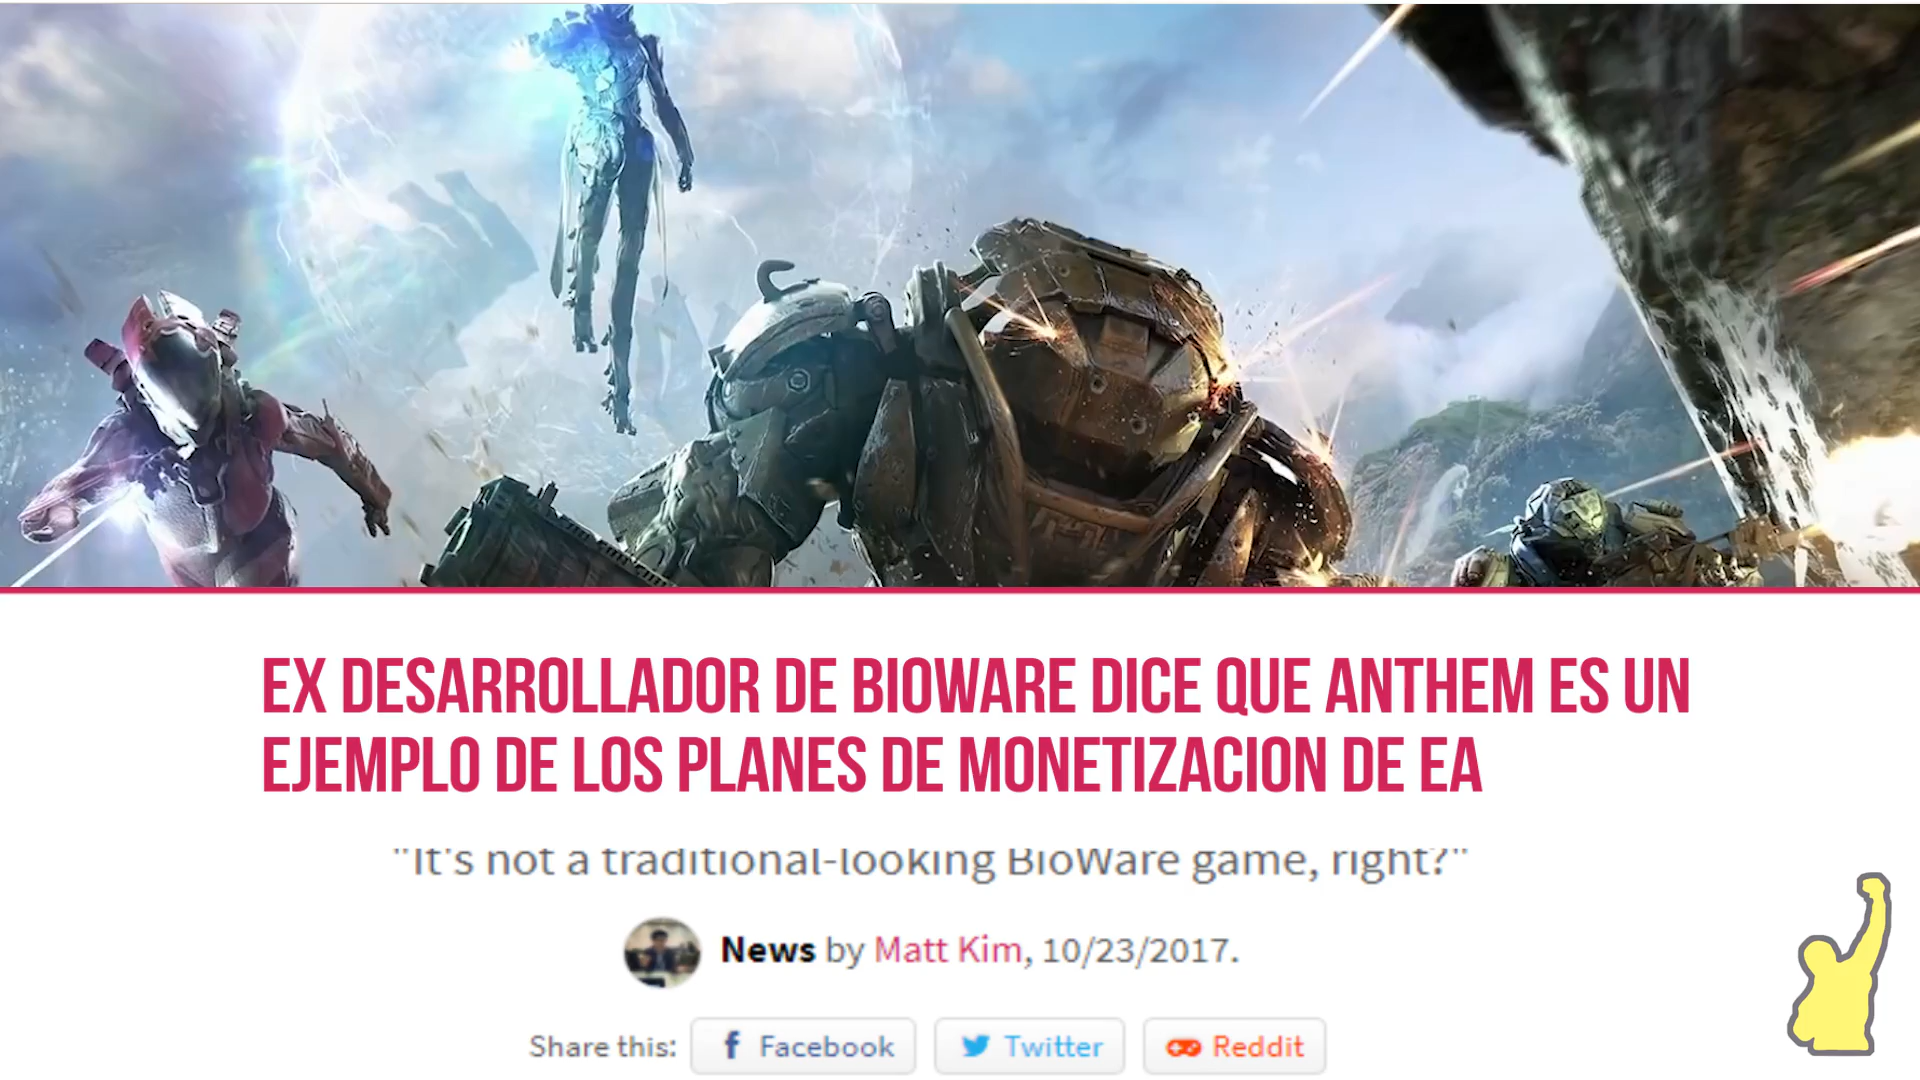 EX DESARROLLADOR DE BIOWARE DICE QUE ANTHEM ES UN
EJEMPLO DE LOS PLANES DE MONETIZACION DE EA
"It's not a traditional-looking BioWare game, right?"
News by Matt Kim, 10/23/2017.
Share this: Facebook Twitter Reddit